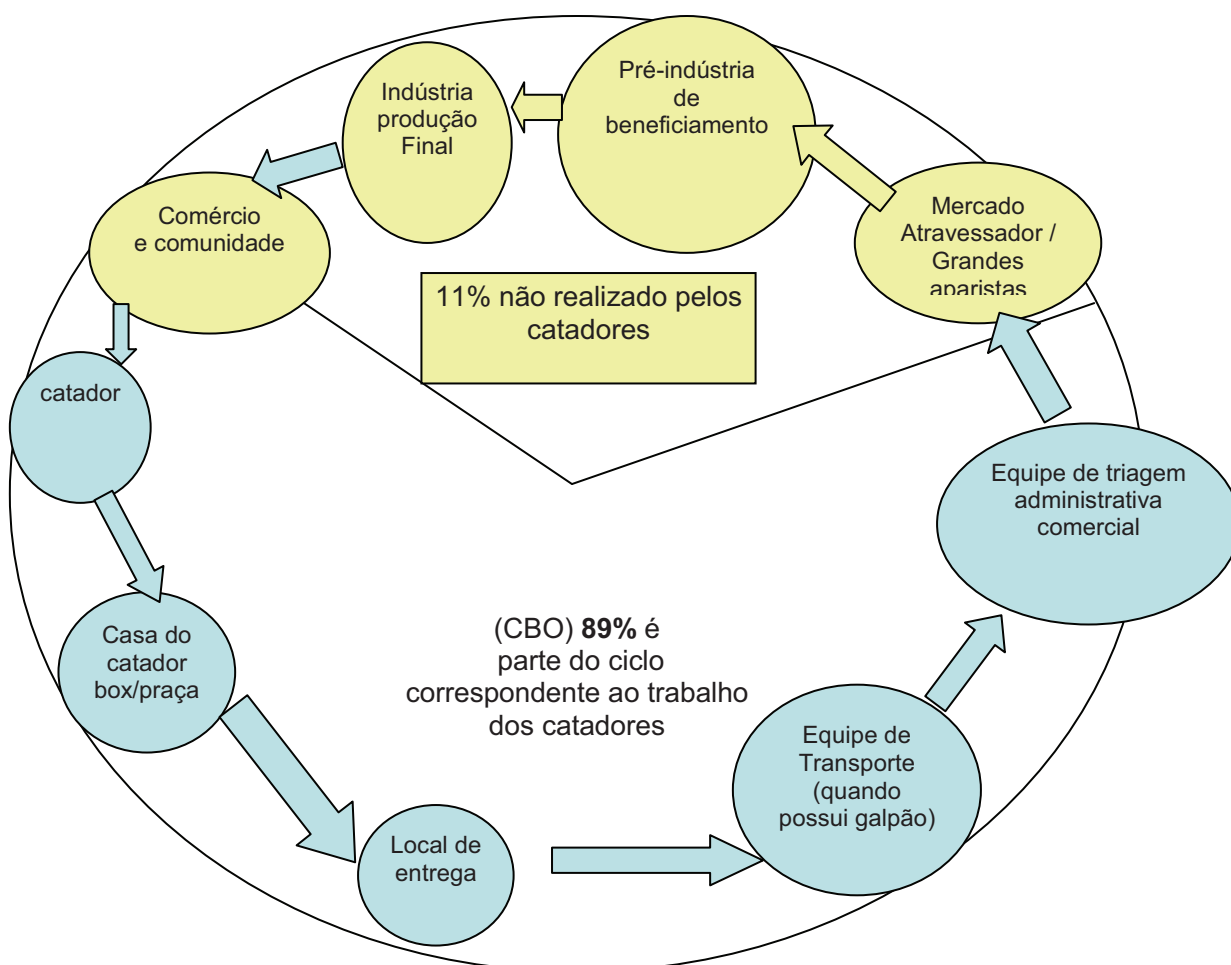 Pré-indústria
de
beneficiamento
Indústria
produção
Final
Comércio
e comunidade
Mercado
Atravessador /
Grandes
aparistas
11% não realizado pelos
catadores
catador
Equipe de triagem
administrativa
comercial
Casa do
catador
box/praça
(CBO) 89% é
parte do ciclo
correspondente ao trabalho
dos catadores
Equipe de
Transporte
(quando
possui galpão)
Local de
entrega